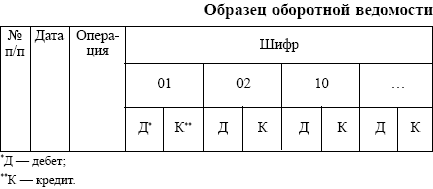 Образец оборотной ведомости
№ п/п Дата Опера-ция Шифр
01 02 10 …
Д* К** Д К Д К Д К
*Д — дебет;
**К — кредит.